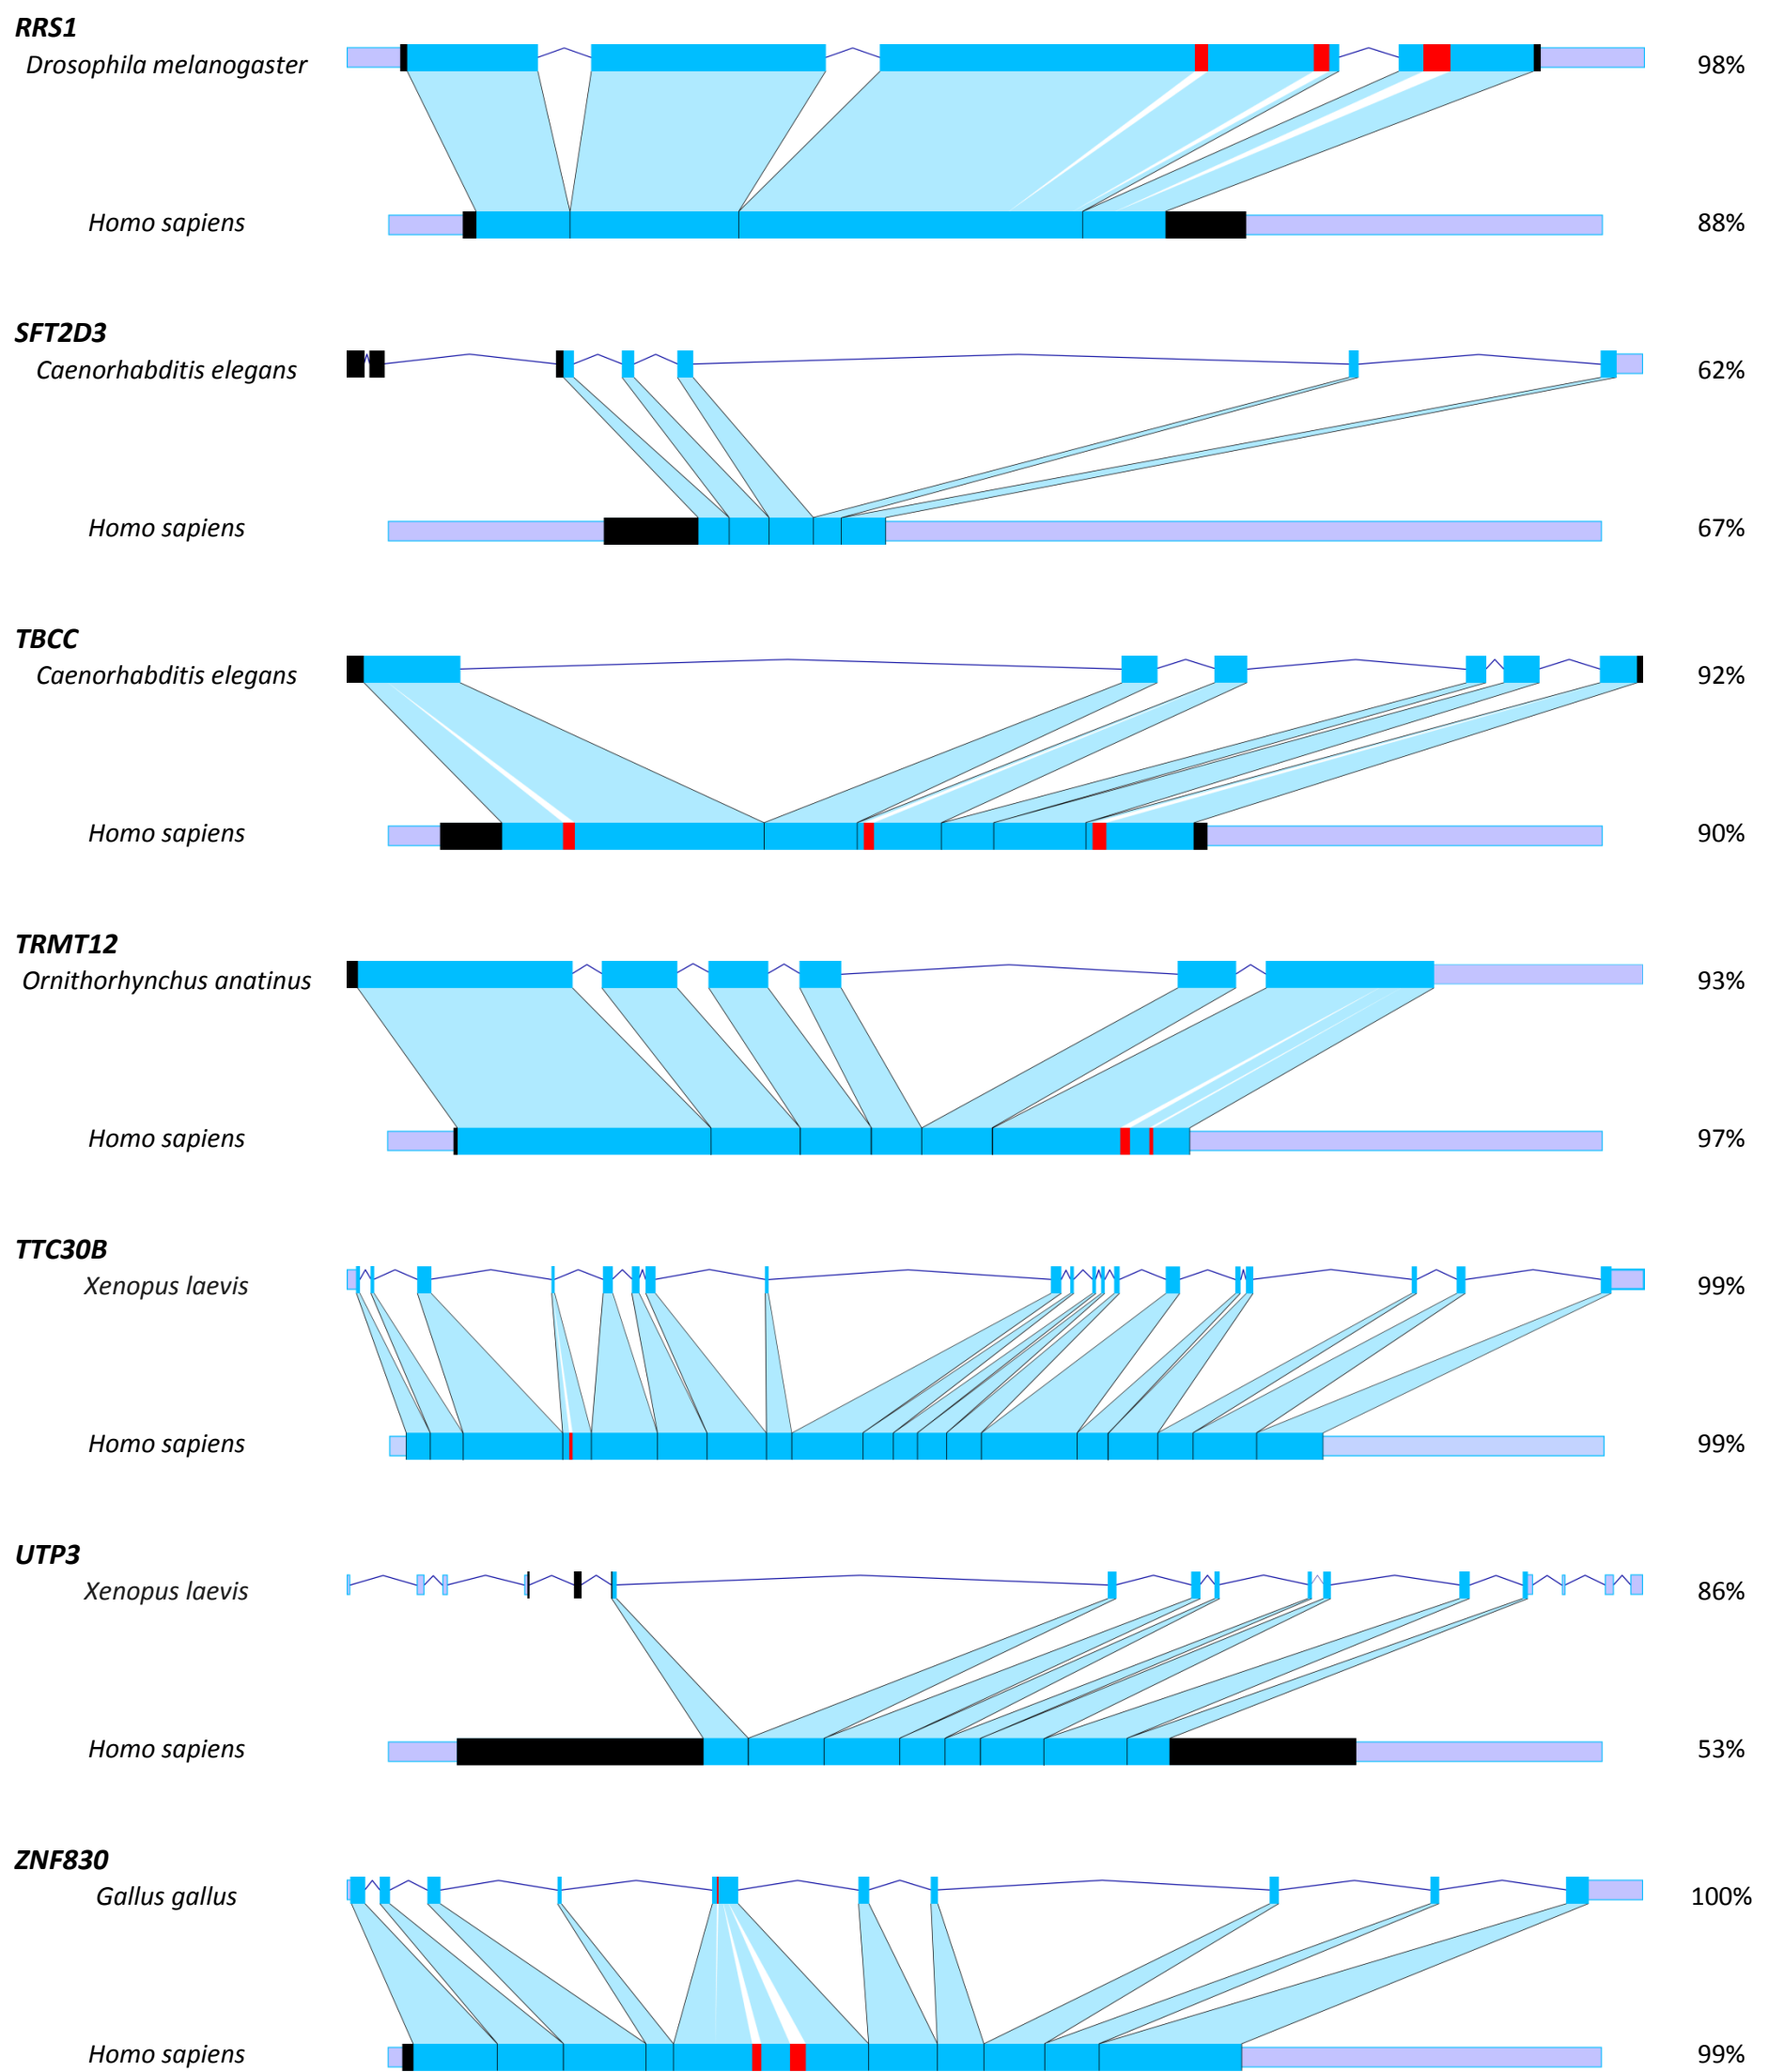 RRS1
Drosophila melanogaster 98%
Homo sapiens 88%
SFT2D3
Caenorhabditis elegans 62%
Homo sapiens 67%
TBCC
Caenorhabditis elegans 92%
Homo sapiens 90%
TRMT12
Ornithorhynchus anatinus 93%
Homo sapiens 97%
TTC30B
Xenopus laevis 99%
Homo sapiens 99%
UTP3
Xenopus laevis 86%
Homo sapiens 53%
ZNF830
Gallus gallus 100%
Homo sapiens 99%